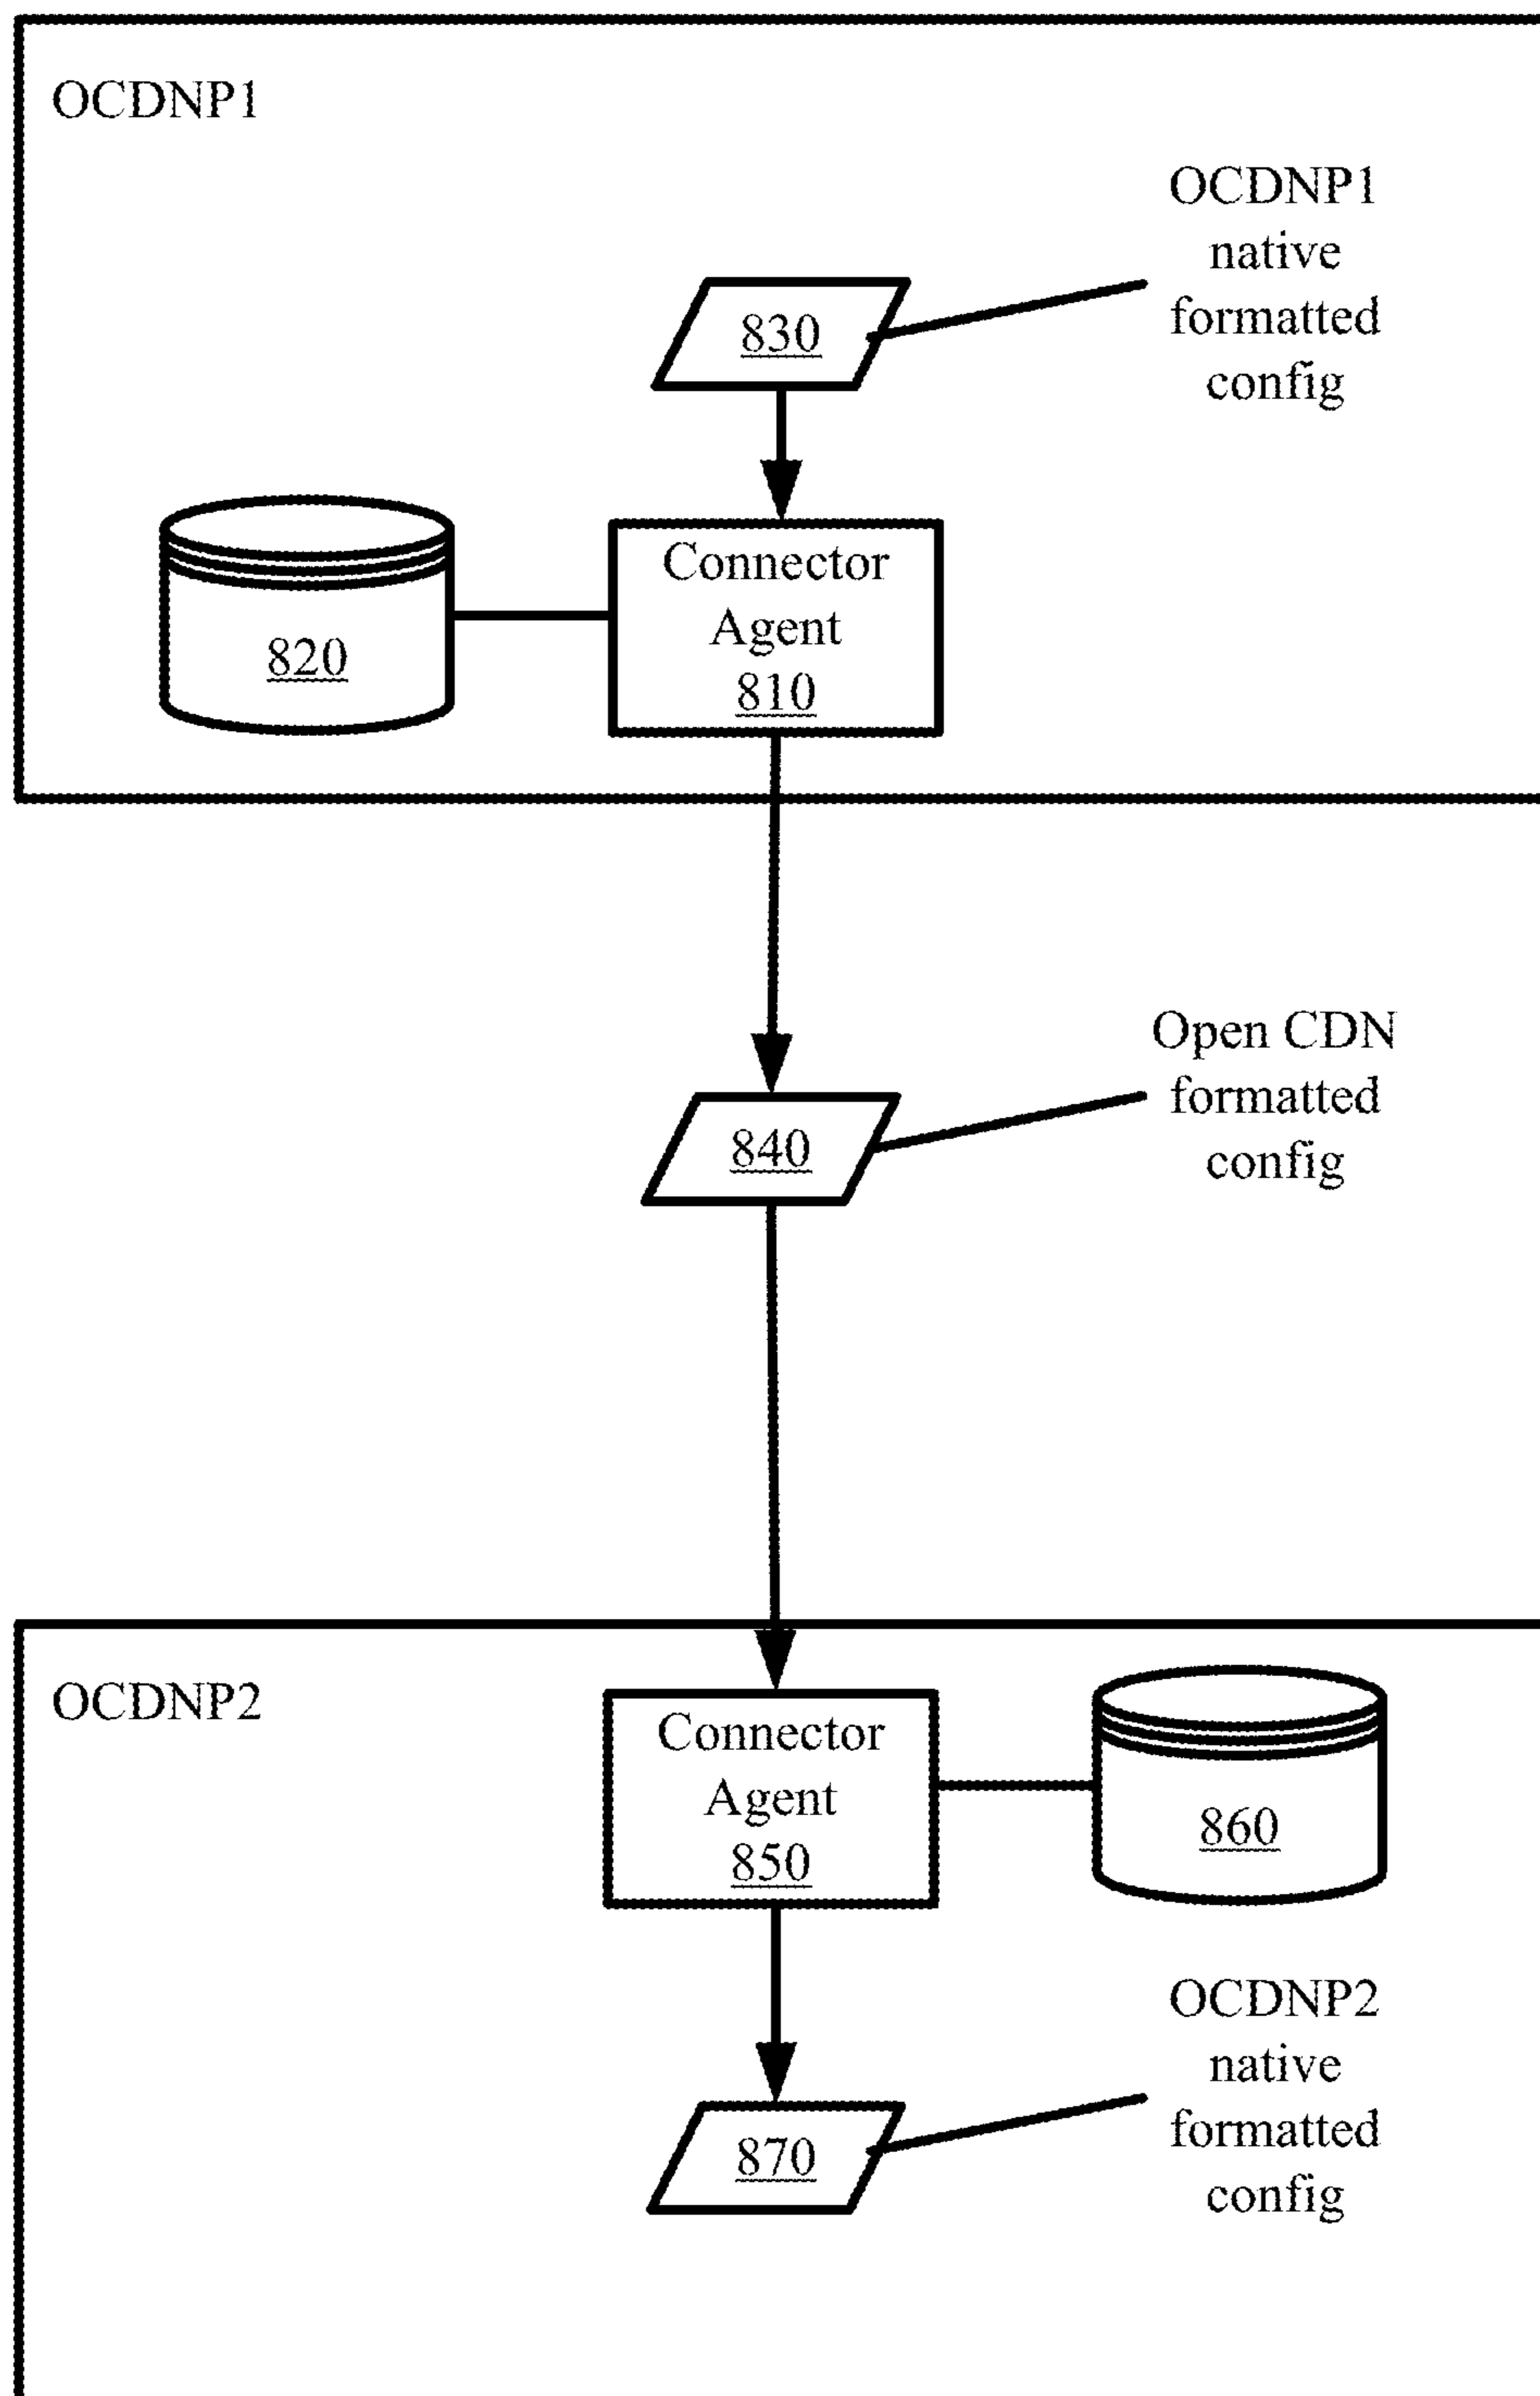 OCDNP1
OCDNP1
native
formatted
config
830
Connector
Agent
810
820
Open CDN
formatted
config
840
OCDNP2
Connector
Agent
850
860
OCDNP2
native
formatted
config
870